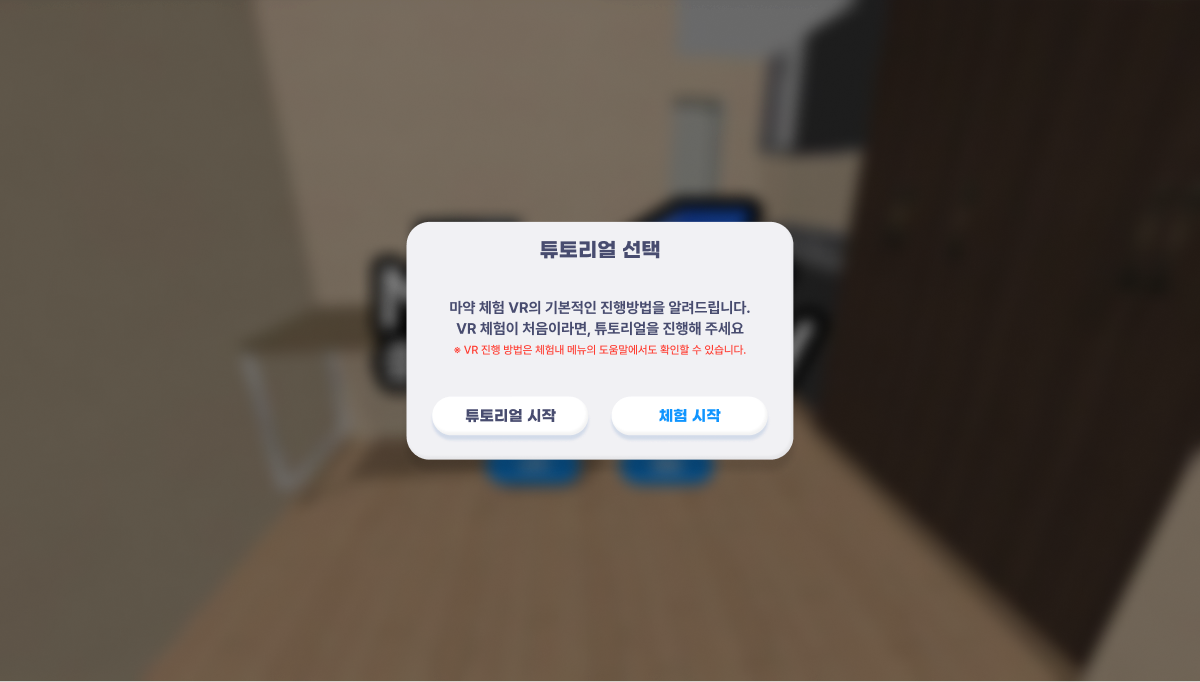 튜토리얼 선택
마약 체험 VR의 기본적인 진행방법을 알려드립니다.
VR 체험이 처음이라면, 튜토리얼을 진행해 주세요
※ VR 진행 방법은 체험내 메뉴의 도움말에서도 확인할 수 있습니다.
튜토리얼 시작
체험 시작